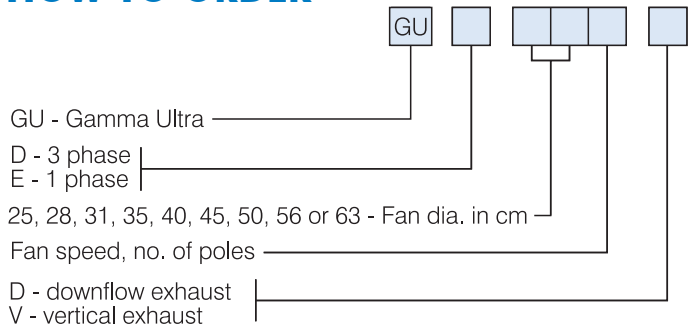 HOW TO ORDER
GU
GU - Gamma Ultra
D - 3 phase
E - 1 phase
25, 28, 31, 35, 40, 45, 50, 56 or 63 - Fan dia. in cm
Fan speed, no. of poles
D - downflow exhaust
V - vertical exhaust